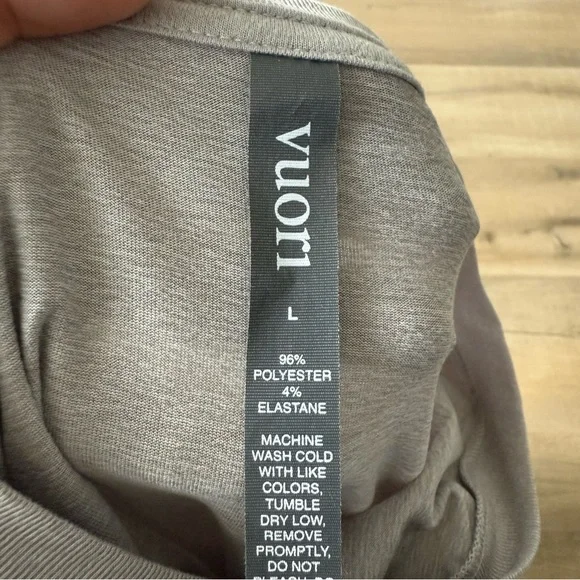 vuori
L
96%
POLYESTER
4%
ELASTANE
MACHINE
WASH COLD
WITH LIKE
COLORS,
TUMBLE
DRY LOW,
REMOVE
PROMPTLY,
DO NOT